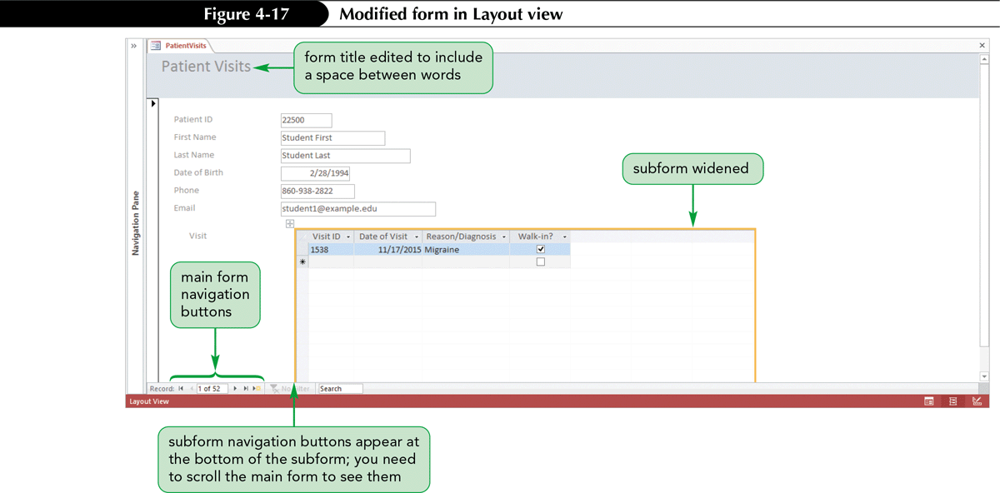 Figure 4-17 Modified form in Layout view
PatientVisits
Patient Visits
form title edited to include
a space between words
Patient ID 22500
First Name Student First
Last Name Student Last
Date of Birth 2/28/1994
Phone 860-938-2822
Email student1@example.edu
subform widened
Navigation Pane
Visit
Visit ID Date of Visit Reason/Diagnosis Walk-in?
1538 11/17/2015 Migraine
main form
navigation
buttons
Record: 1 of 52 No Filter Search
Layout View
subform navigation buttons appear at
the bottom of the subform; you need
to scroll the main form to see them